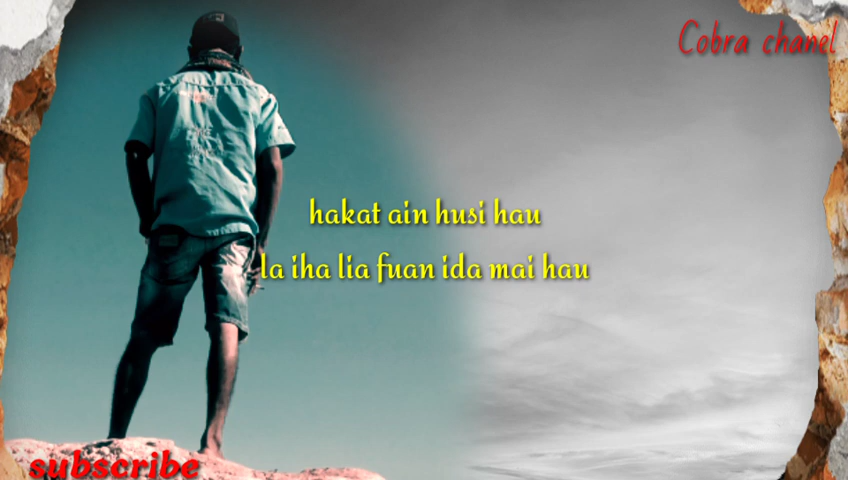 Cobra chanel
hakat ain husi hau
la iha lia fuan ida mai hau
subscribe